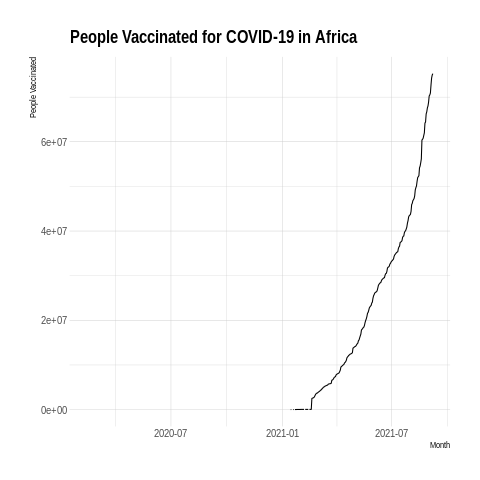 People Vaccinated for COVID-19 in Africa
People Vaccinated
6e+07
4e+07
2e+07
0e+00
2020-07
2021-01
2021-07
Month